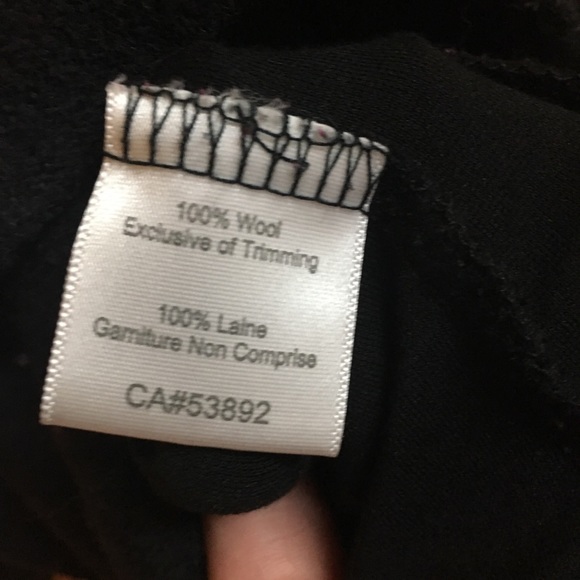 100% Wool
Exclusive of Trimming
100% Laine
Garniture Non Comprise
CA#53892